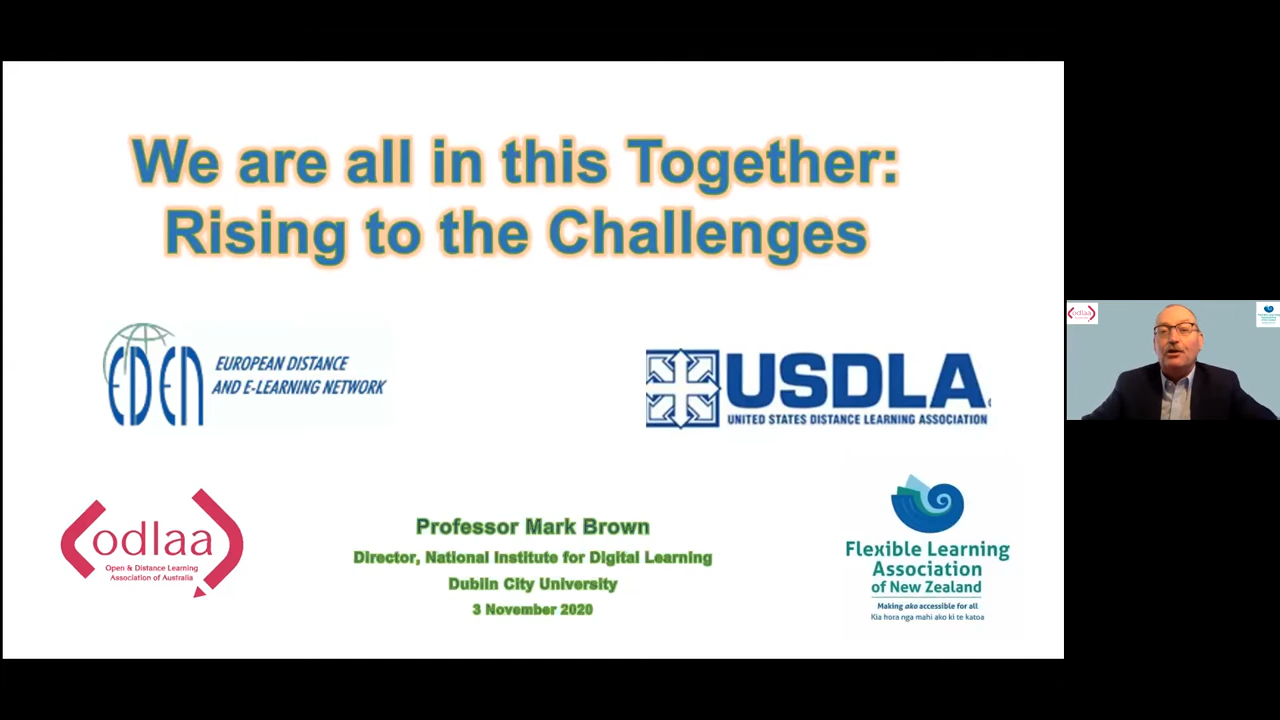 We are all in this Together:
Rising to the Challenges
EDEN
EUROPEAN DISTANCE
AND E-LEARNING NETWORK
USDLA
UNITED STATES DISTANCE LEARNING ASSOCIATION
odlaa
Open & Distance Learning
Association of Australia
Professor Mark Brown
Director, National Institute for Digital Learning
Dublin City University
3 November 2020
Flexible Learning
Association
of New Zealand
Making ako accessible for all
Kia hora nga mahi ako ki te katoa
odlaa